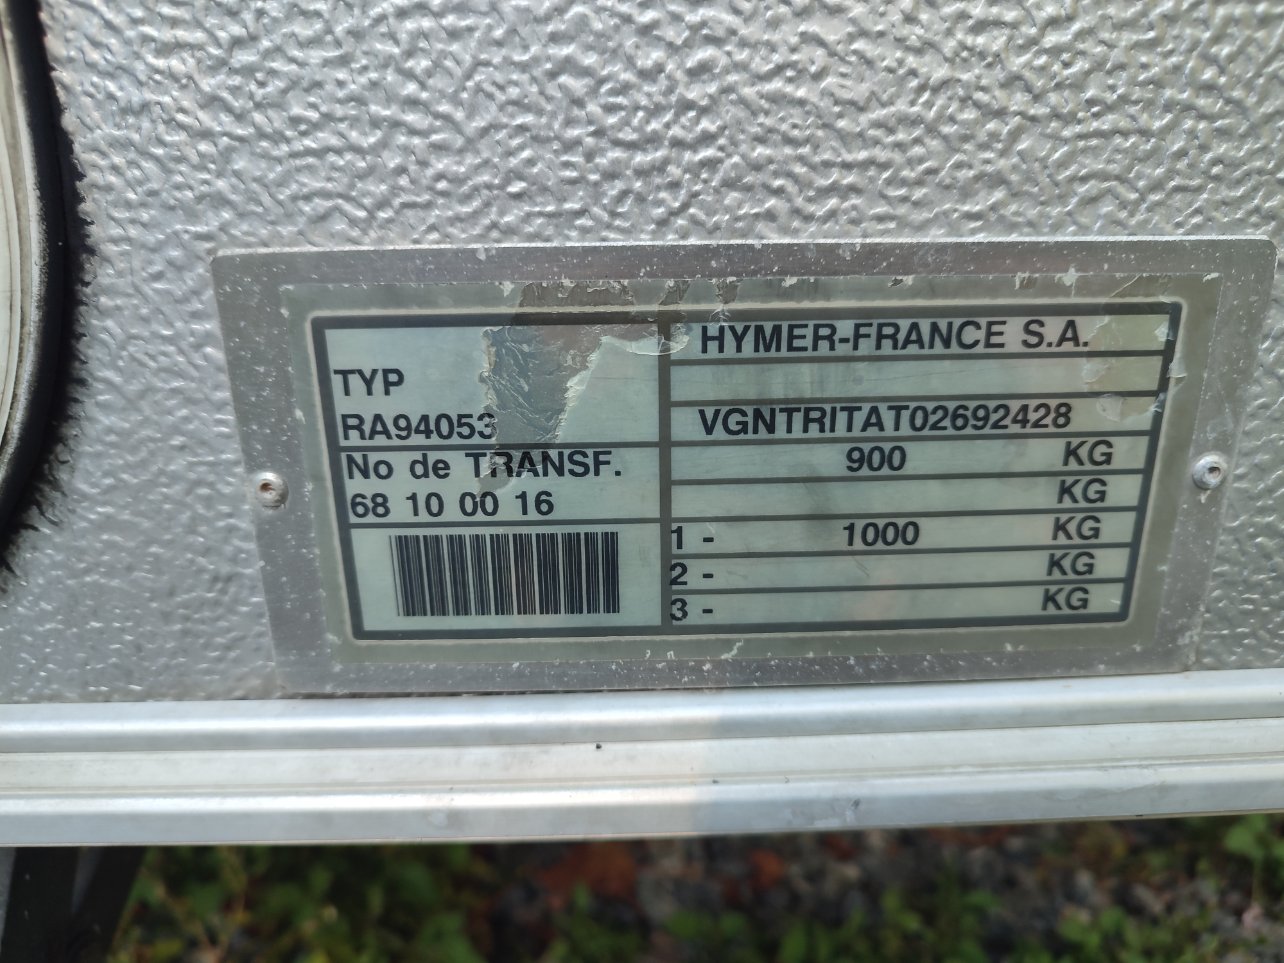 TYP
RA94053
No de TRANSF.
68 10 00 16
HYMER-FRANCE S.A.
VGNTRITAT02692428
900 KG
KG
1 - 1000 KG
2 - KG
3 - KG